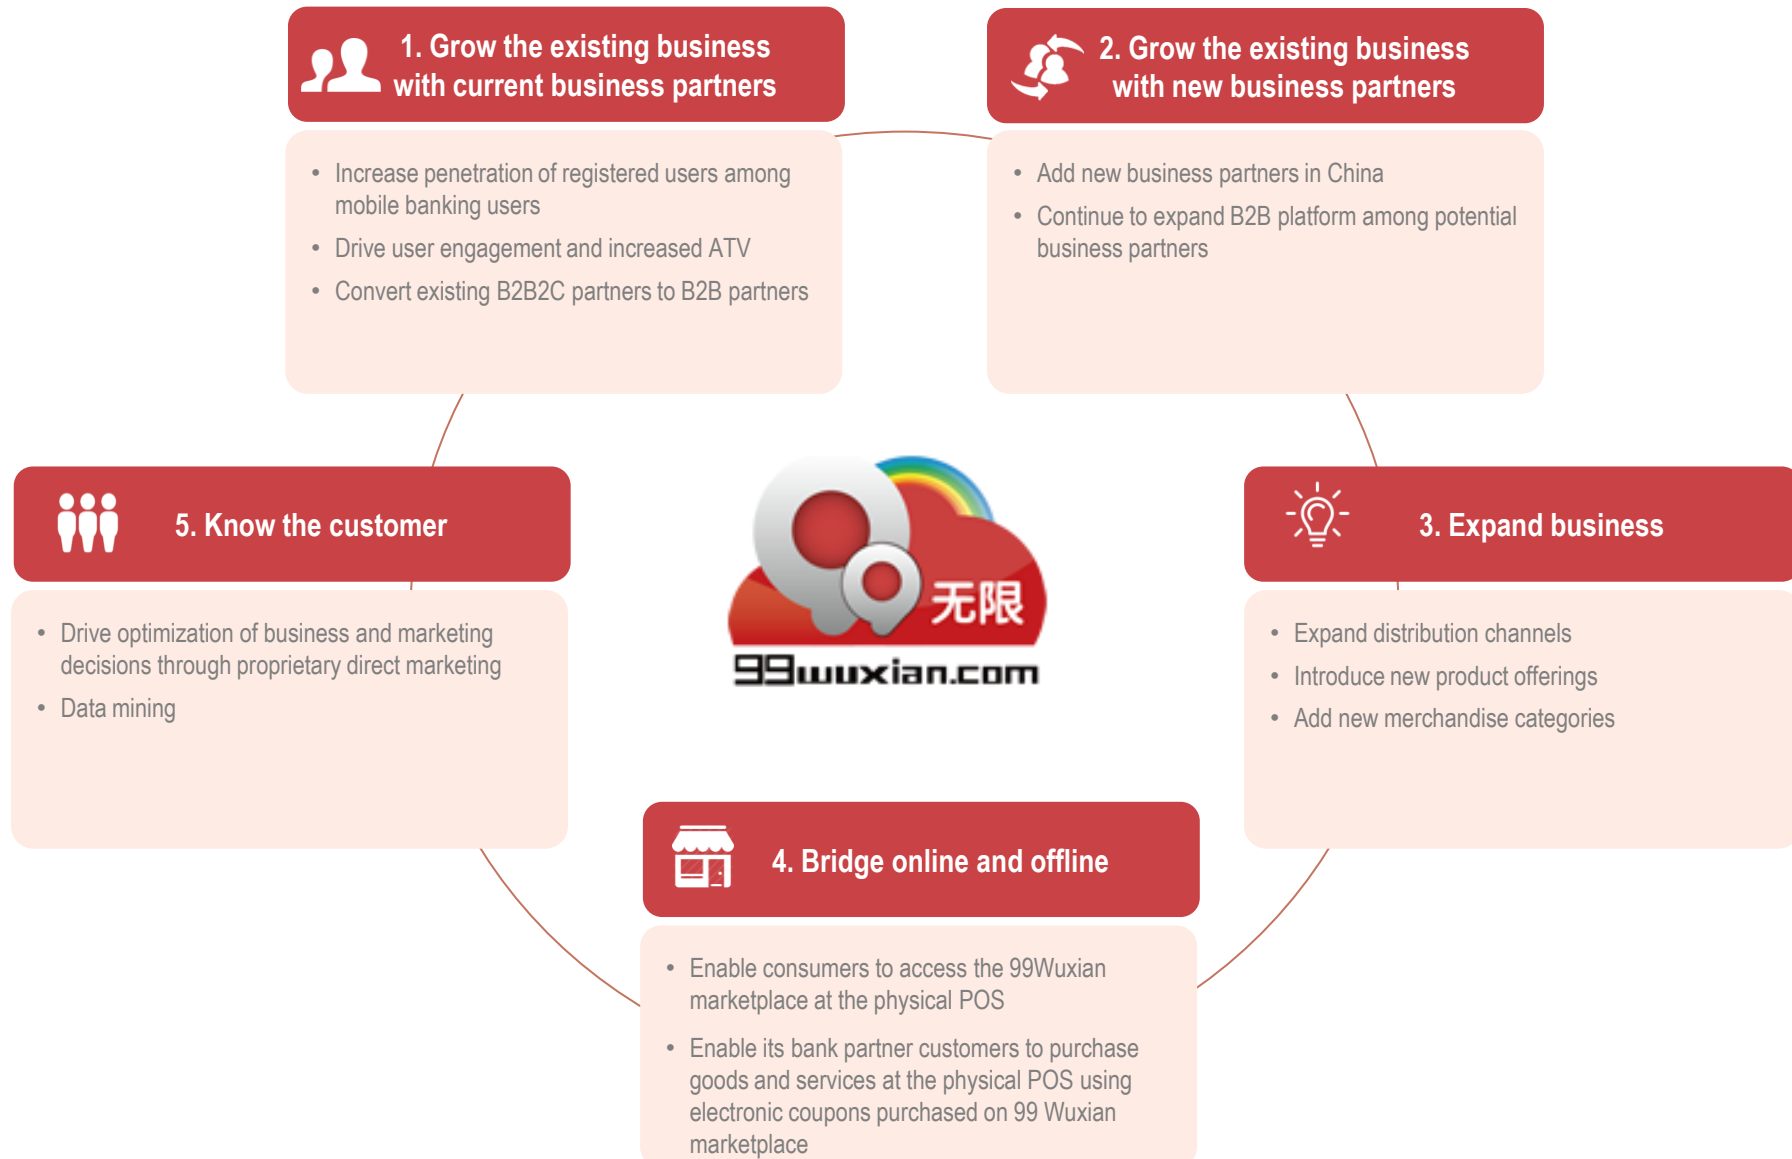 1. Grow the existing business
with current business partners
• Increase penetration of registered users among
mobile banking users
• Drive user engagement and increased ATV
• Convert existing B2B2C partners to B2B partners
2. Grow the existing business
with new business partners
• Add new business partners in China
• Continue to expand B2B platform among potential
business partners
5. Know the customer
• Drive optimization of business and marketing
decisions through proprietary direct marketing
• Data mining
无限
99wuxian.com
3. Expand business
• Expand distribution channels
• Introduce new product offerings
• Add new merchandise categories
4. Bridge online and offline
• Enable consumers to access the 99Wuxian
marketplace at the physical POS
• Enable its bank partner customers to purchase
goods and services at the physical POS using
electronic coupons purchased on 99 Wuxian
marketplace